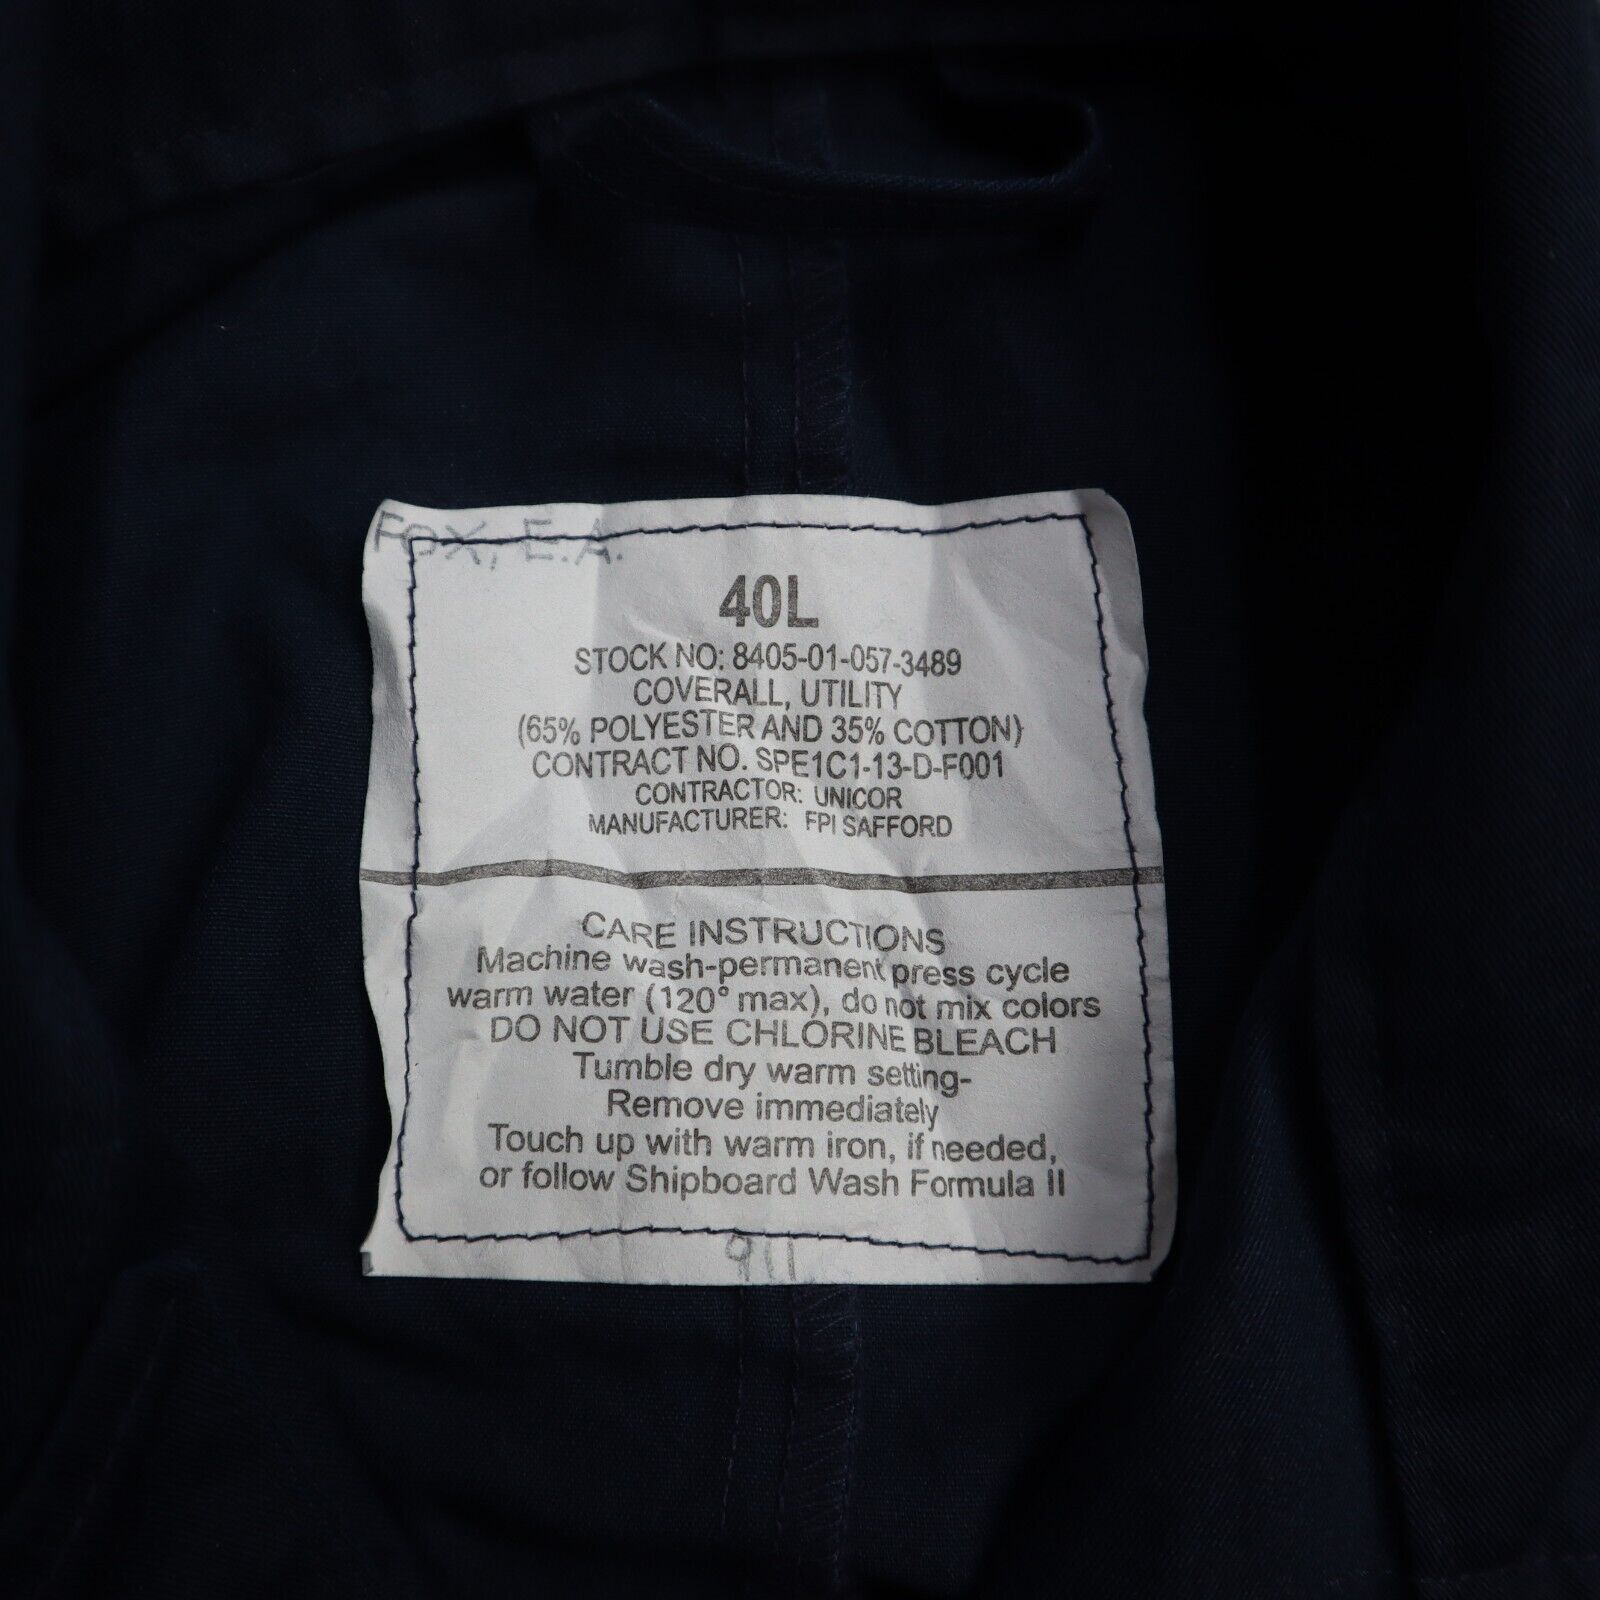 FOX, E.A.
40L
STOCK NO: 8405-01-057-3489
COVERALL, UTILITY
(65% POLYESTER AND 35% COTTON)
CONTRACT NO. SPE1C1-13-D-F001
CONTRACTOR: UNICOR
MANUFACTURER: FPI SAFFORD
CARE INSTRUCTIONS
Machine wash-permanent press cycle
warm water (120° max), do not mix colors
DO NOT USE CHLORINE BLEACH
Tumble dry warm setting-
Remove immediately
Touch up with warm iron, if needed,
or follow Shipboard Wash Formula II
911